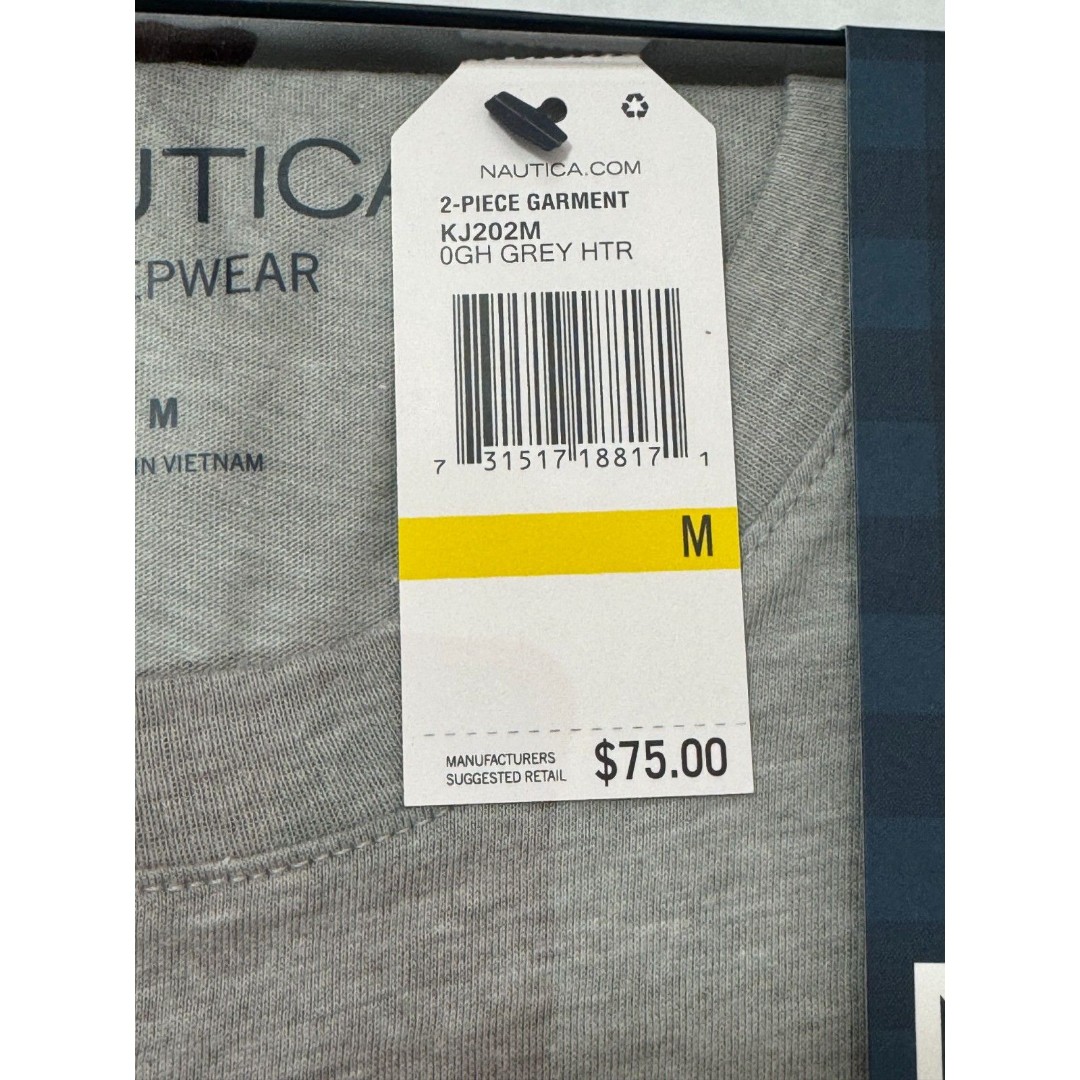 UTICA
EPWEAR
M
IN VIETNAM
NAUTICA.COM
2-PIECE GARMENT
KJ202M
0GH GREY HTR
7 31517 18817 1
M
MANUFACTURERS
SUGGESTED RETAIL
$75.00